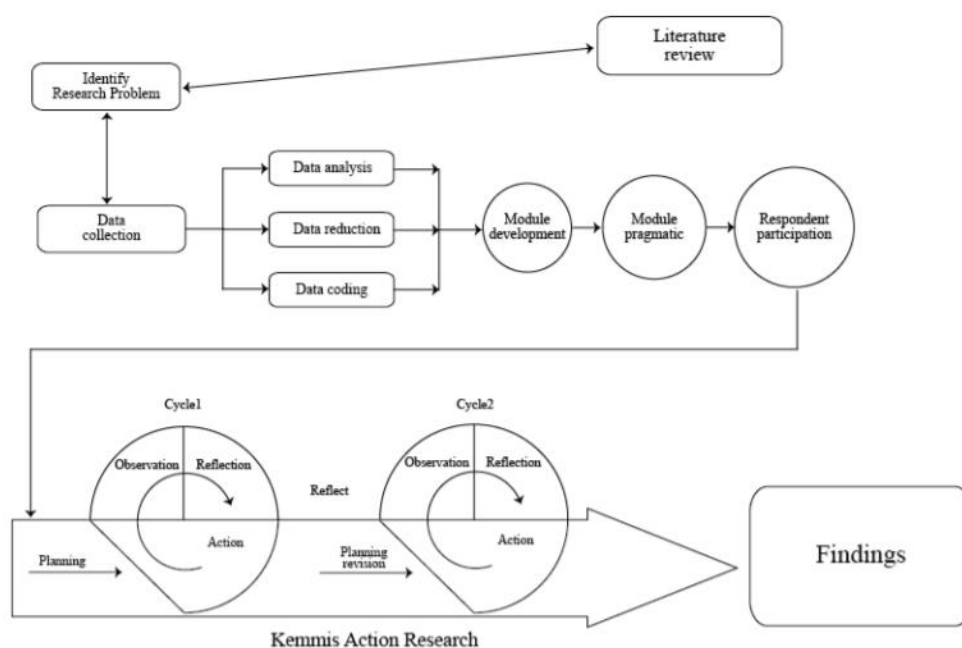 Literature
review
Identify
Research Problem
Data analysis
Data
collection
Data reduction
Data coding
Module
development
Module
pragmatic
Respondent
participation
Cycle1
Observation
Reflection
Action
Planning
Reflect
Cycle2
Observation
Reflection
Action
Planning
revision
Findings
Kemmis Action Research